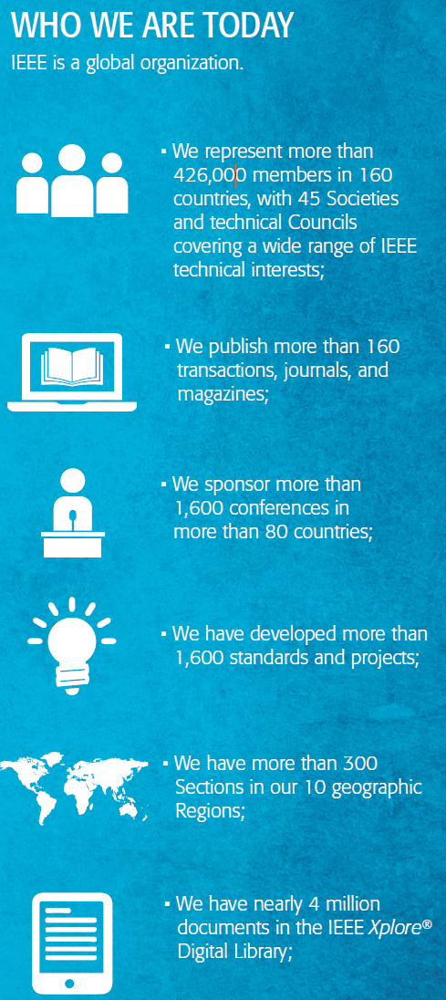 WHO WE ARE TODAY
IEEE is a global organization.
▪ We represent more than
426,000 members in 160
countries, with 45 Societies
and technical Councils
covering a wide range of IEEE
technical interests;
▪ We publish more than 160
transactions, journals, and
magazines;
▪ We sponsor more than
1,600 conferences in
more than 80 countries;
▪ We have developed more than
1,600 standards and projects;
▪ We have more than 300
Sections in our 10 geographic
Regions;
▪ We have nearly 4 million
documents in the IEEE Xplore®
Digital Library;